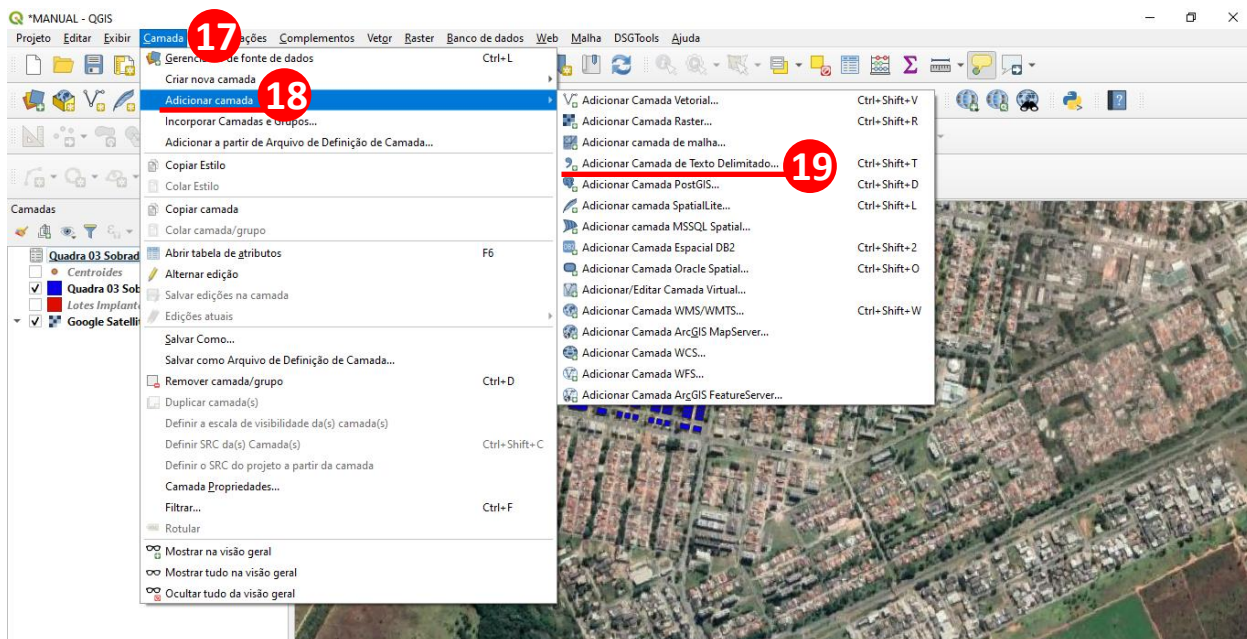 *MANUAL - QGIS
Projeto Editar Exibir Camada 17 ações Complementos Vetor Raster Banco de dados Web Malha DSGTools Ajuda
Gerenci de fonte de dados Ctrl+L
Criar nova camada
Adicionar camada 18
Incorporar Camadas e Grupos...
Adicionar a partir de Arquivo de Definição de Camada...
Copiar Estilo
Colar Estilo
Copiar camada
Colar camada/grupo
Abrir tabela de atributos F6
Alternar edição
Salvar edições na camada
Edições atuais
Salvar Como...
Salvar como Arquivo de Definição de Camada...
Remover camada/grupo Ctrl+D
Duplicar camada(s)
Definir a escala de visibilidade da(s) camada(s)
Definir SRC da(s) Camada(s) Ctrl+Shift+C
Definir o SRC do projeto a partir da camada
Camada Propriedades...
Filtrar... Ctrl+F
Rotular
Mostrar na visão geral
Mostrar tudo na visão geral
Ocultar tudo da visão geral
Adicionar Camada Vetorial... Ctrl+Shift+V
Adicionar Camada Raster... Ctrl+Shift+R
Adicionar camada de malha...
Adicionar Camada de Texto Delimitado... 19 Ctrl+Shift+T
Adicionar Camada PostGIS... Ctrl+Shift+D
Adicionar camada SpatialLite... Ctrl+Shift+L
Adicionar camada MSSQL Spatial...
Adicionar Camada Espacial DB2 Ctrl+Shift+2
Adicionar Camada Oracle Spatial... Ctrl+Shift+O
Adicionar/Editar Camada Virtual...
Adicionar Camada WMS/WMTS... Ctrl+Shift+W
Adicionar Camada ArcGIS MapServer...
Adicionar Camada WCS...
Adicionar Camada WFS...
Adicionar Camada ArcGIS FeatureServer...
Camadas
Quadra 03 Sobrad
Centroides
Quadra 03 Sob
Lotes Implant
Google Satelli